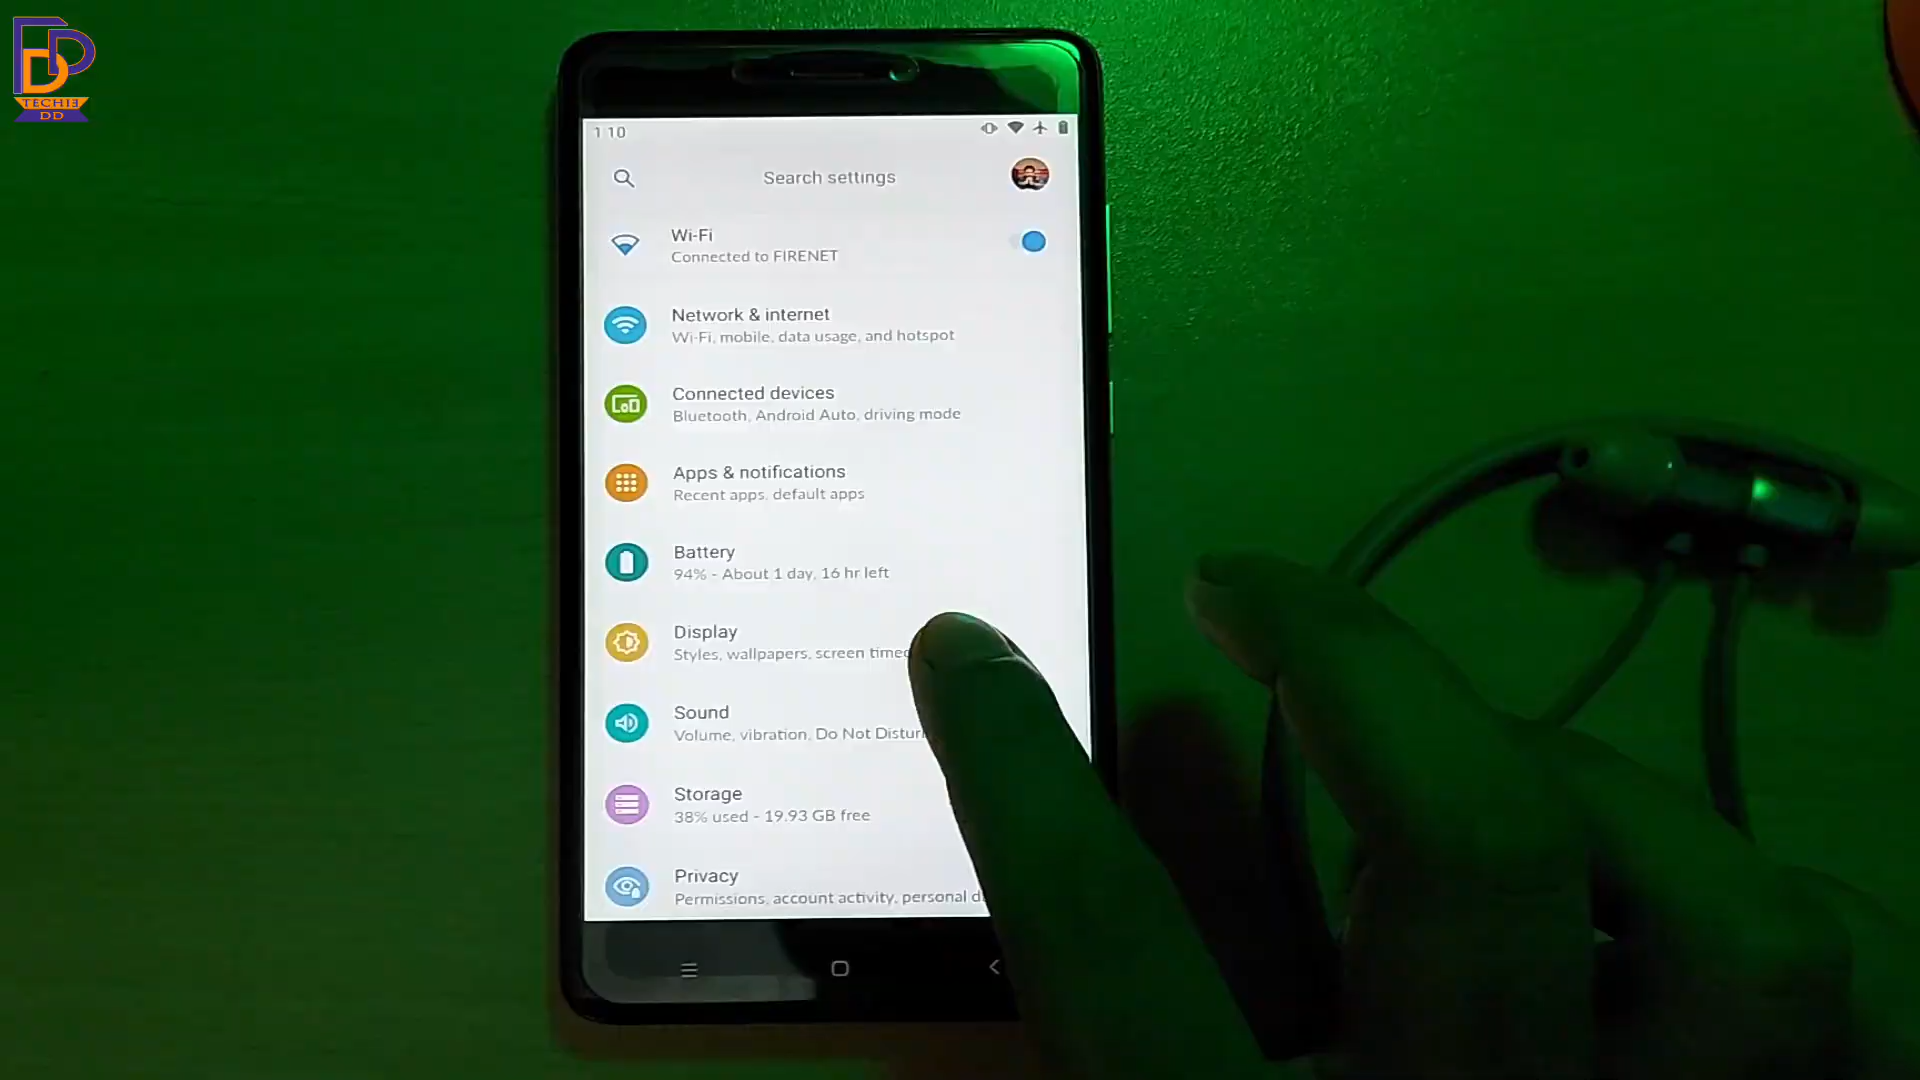 TECHIE
DD
1 10
Search settings
Wi-Fi
Connected to FIRENET
Network & internet
Wi-Fi, mobile, data usage, and hotspot
Connected devices
Bluetooth, Android Auto, driving mode
Apps & notifications
Recent apps, default apps
Battery
94% - About 1 day, 16 hr left
Display
Styles, wallpapers, screen timeo
Sound
Volume, vibration, Do Not Distur
Storage
38% used - 19.93 GB free
Privacy
Permissions, account activity, personal d